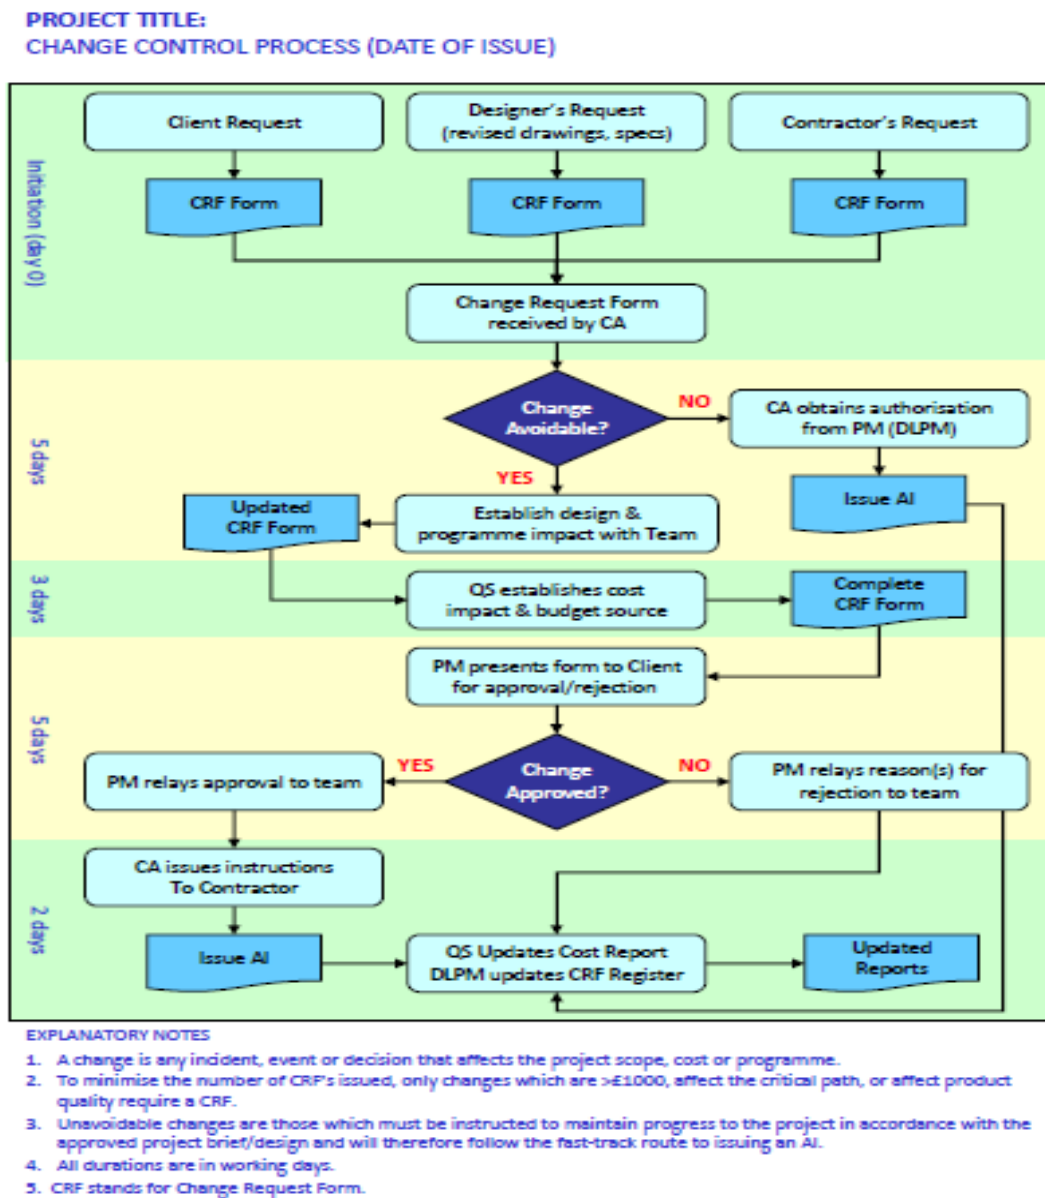 PROJECT TITLE:
CHANGE CONTROL PROCESS (DATE OF ISSUE)
Initiation (day 0)
Client Request
Designer's Request
(revised drawings, specs)
Contractor's Request
CRF Form
CRF Form
CRF Form
Change Request Form
received by CA
5 days
Change
Avoidable?
NO
CA obtains authorisation
from PM (DLPM)
YES
Issue AI
Updated
CRF Form
Establish design &
programme impact with Team
3 days
QS establishes cost
impact & budget source
Complete
CRF Form
5 days
PM presents form to Client
for approval/rejection
Change
Approved?
YES
NO
PM relays approval to team
PM relays reason(s) for
rejection to team
2 days
CA issues instructions
To Contractor
Issue AI
QS Updates Cost Report
DLPM updates CRF Register
Updated
Reports
EXPLANATORY NOTES
1. A change is any incident, event or decision that affects the project scope, cost or programme.
2. To minimise the number of CRF's issued, only changes which are >£1000, affect the critical path, or affect product
quality require a CRF.
3. Unavoidable changes are those which must be instructed to maintain progress to the project in accordance with the
approved project brief/design and will therefore follow the fast-track route to issuing an AI.
4. All durations are in working days.
5. CRF stands for Change Request Form.